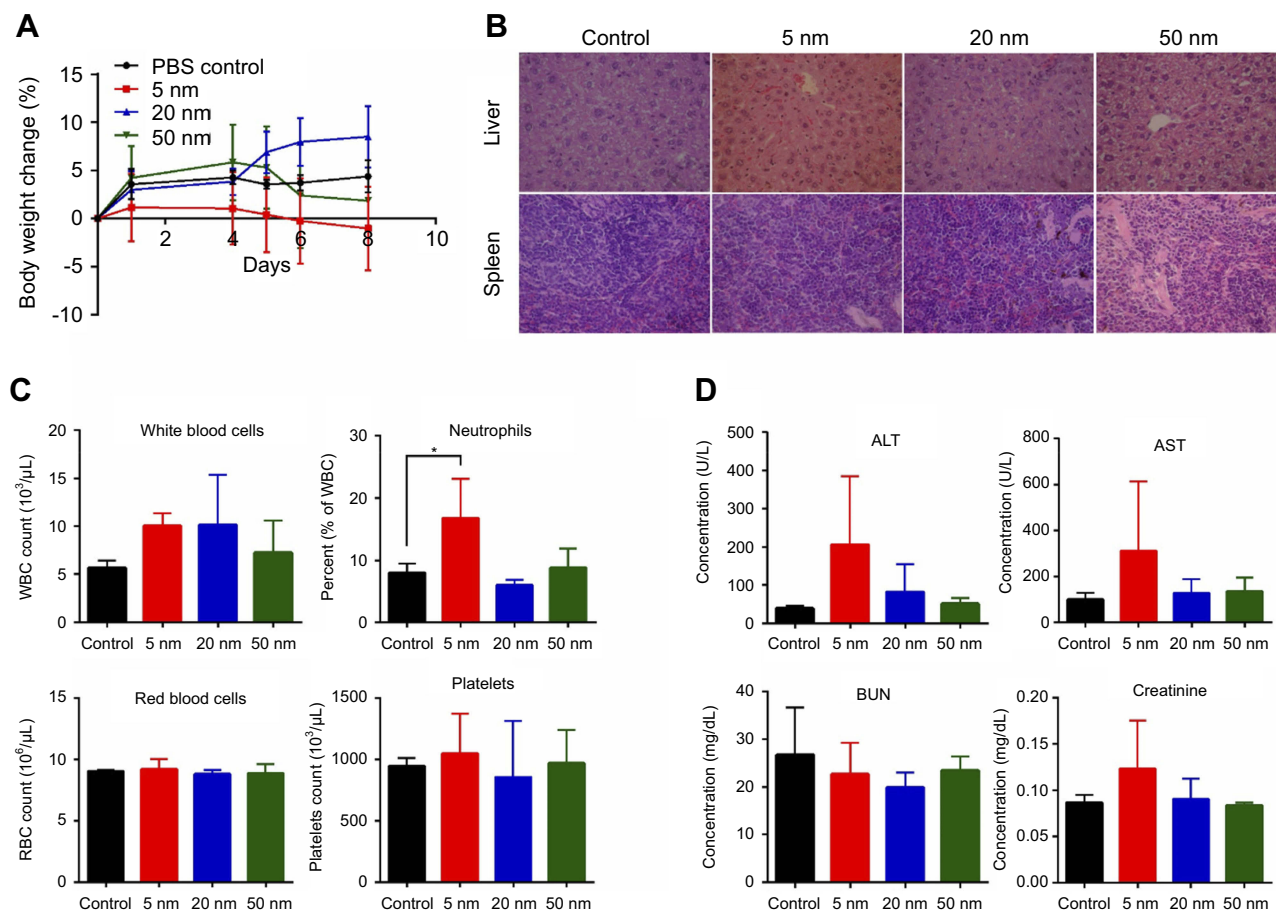 A
Body weight change (%)
15
10
5
0
-5
-10
2
4
6
8
10
Days
PBS control
5 nm
20 nm
50 nm
B
Control
5 nm
20 nm
50 nm
Liver
Spleen
C
White blood cells
WBC count (10³/µL)
20
15
10
5
0
Control 5 nm 20 nm 50 nm
Neutrophils
Percent (% of WBC)
30
20
10
0
*
Control 5 nm 20 nm 50 nm
Red blood cells
RBC count (10⁶/µL)
15
10
5
0
Control 5 nm 20 nm 50 nm
Platelets
Platelets count (10³/µL)
1500
1000
500
0
Control 5 nm 20 nm 50 nm
D
ALT
Concentration (U/L)
500
400
300
200
100
0
Control 5 nm 20 nm 50 nm
AST
Concentration (U/L)
800
600
400
200
0
Control 5 nm 20 nm 50 nm
BUN
Concentration (mg/dL)
40
30
20
10
0
Control 5 nm 20 nm 50 nm
Creatinine
Concentration (mg/dL)
0.20
0.15
0.10
0.05
0.00
Control 5 nm 20 nm 50 nm